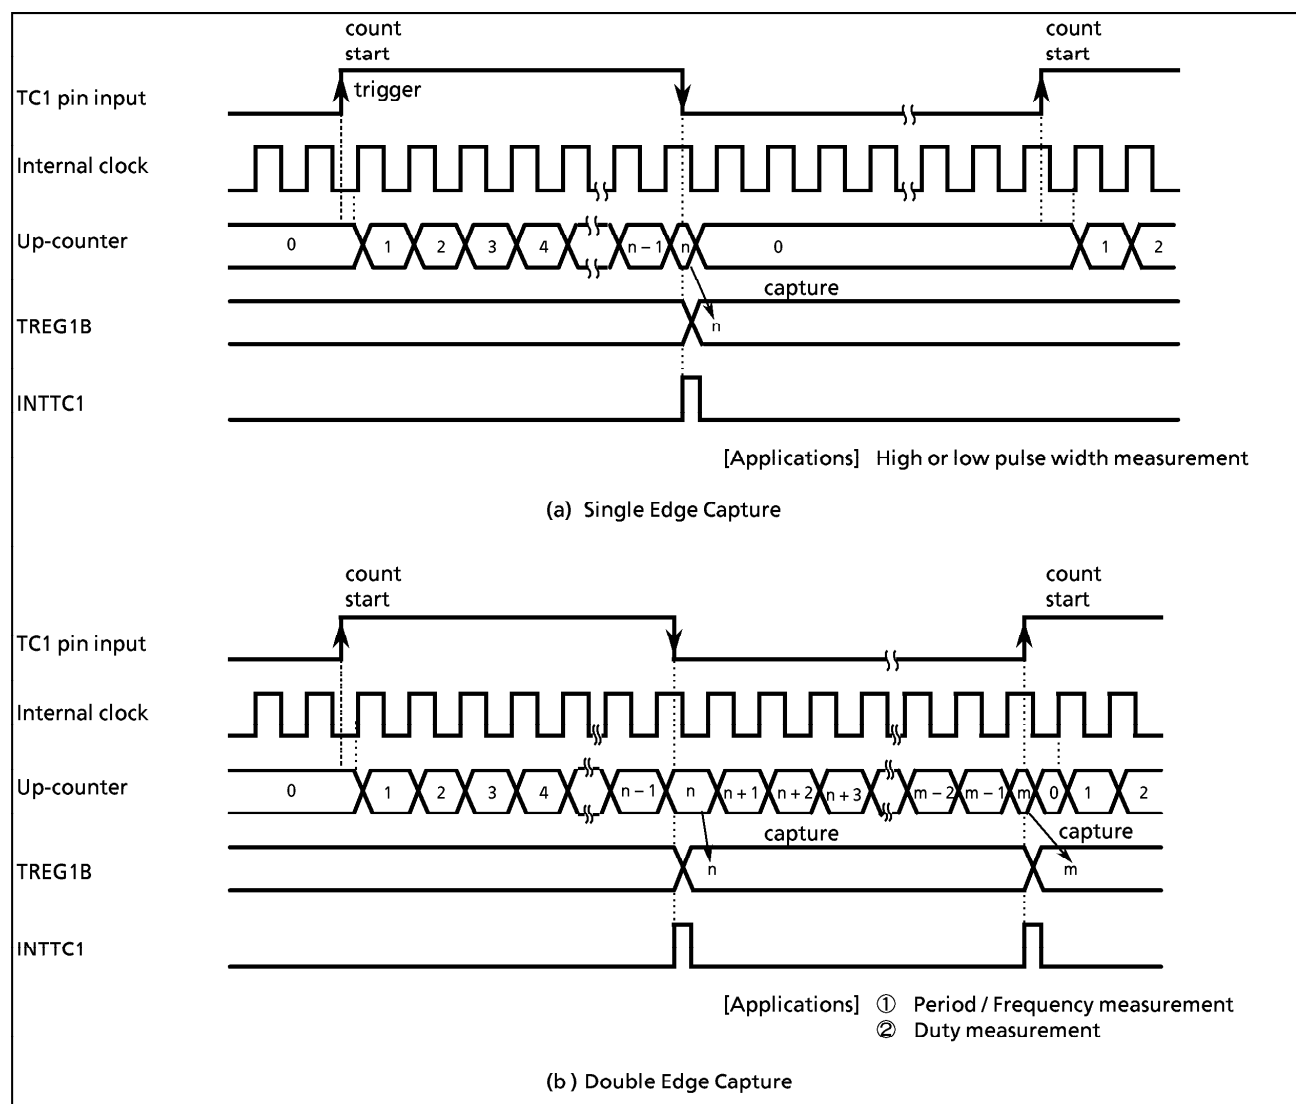 count
start
count
start
TC1 pin input
trigger
Internal clock
Up-counter
0 1 2 3 4 n – 1 n 0 1 2
capture
TREG1B
n
INTTC1
[Applications] High or low pulse width measurement
(a) Single Edge Capture
count
start
count
start
TC1 pin input
Internal clock
Up-counter
0 1 2 3 4 n – 1 n n + 1 n + 2 n + 3 m – 2 m – 1 m 0 1 2
capture
capture
TREG1B
n
m
INTTC1
[Applications] ① Period / Frequency measurement
② Duty measurement
(b) Double Edge Capture